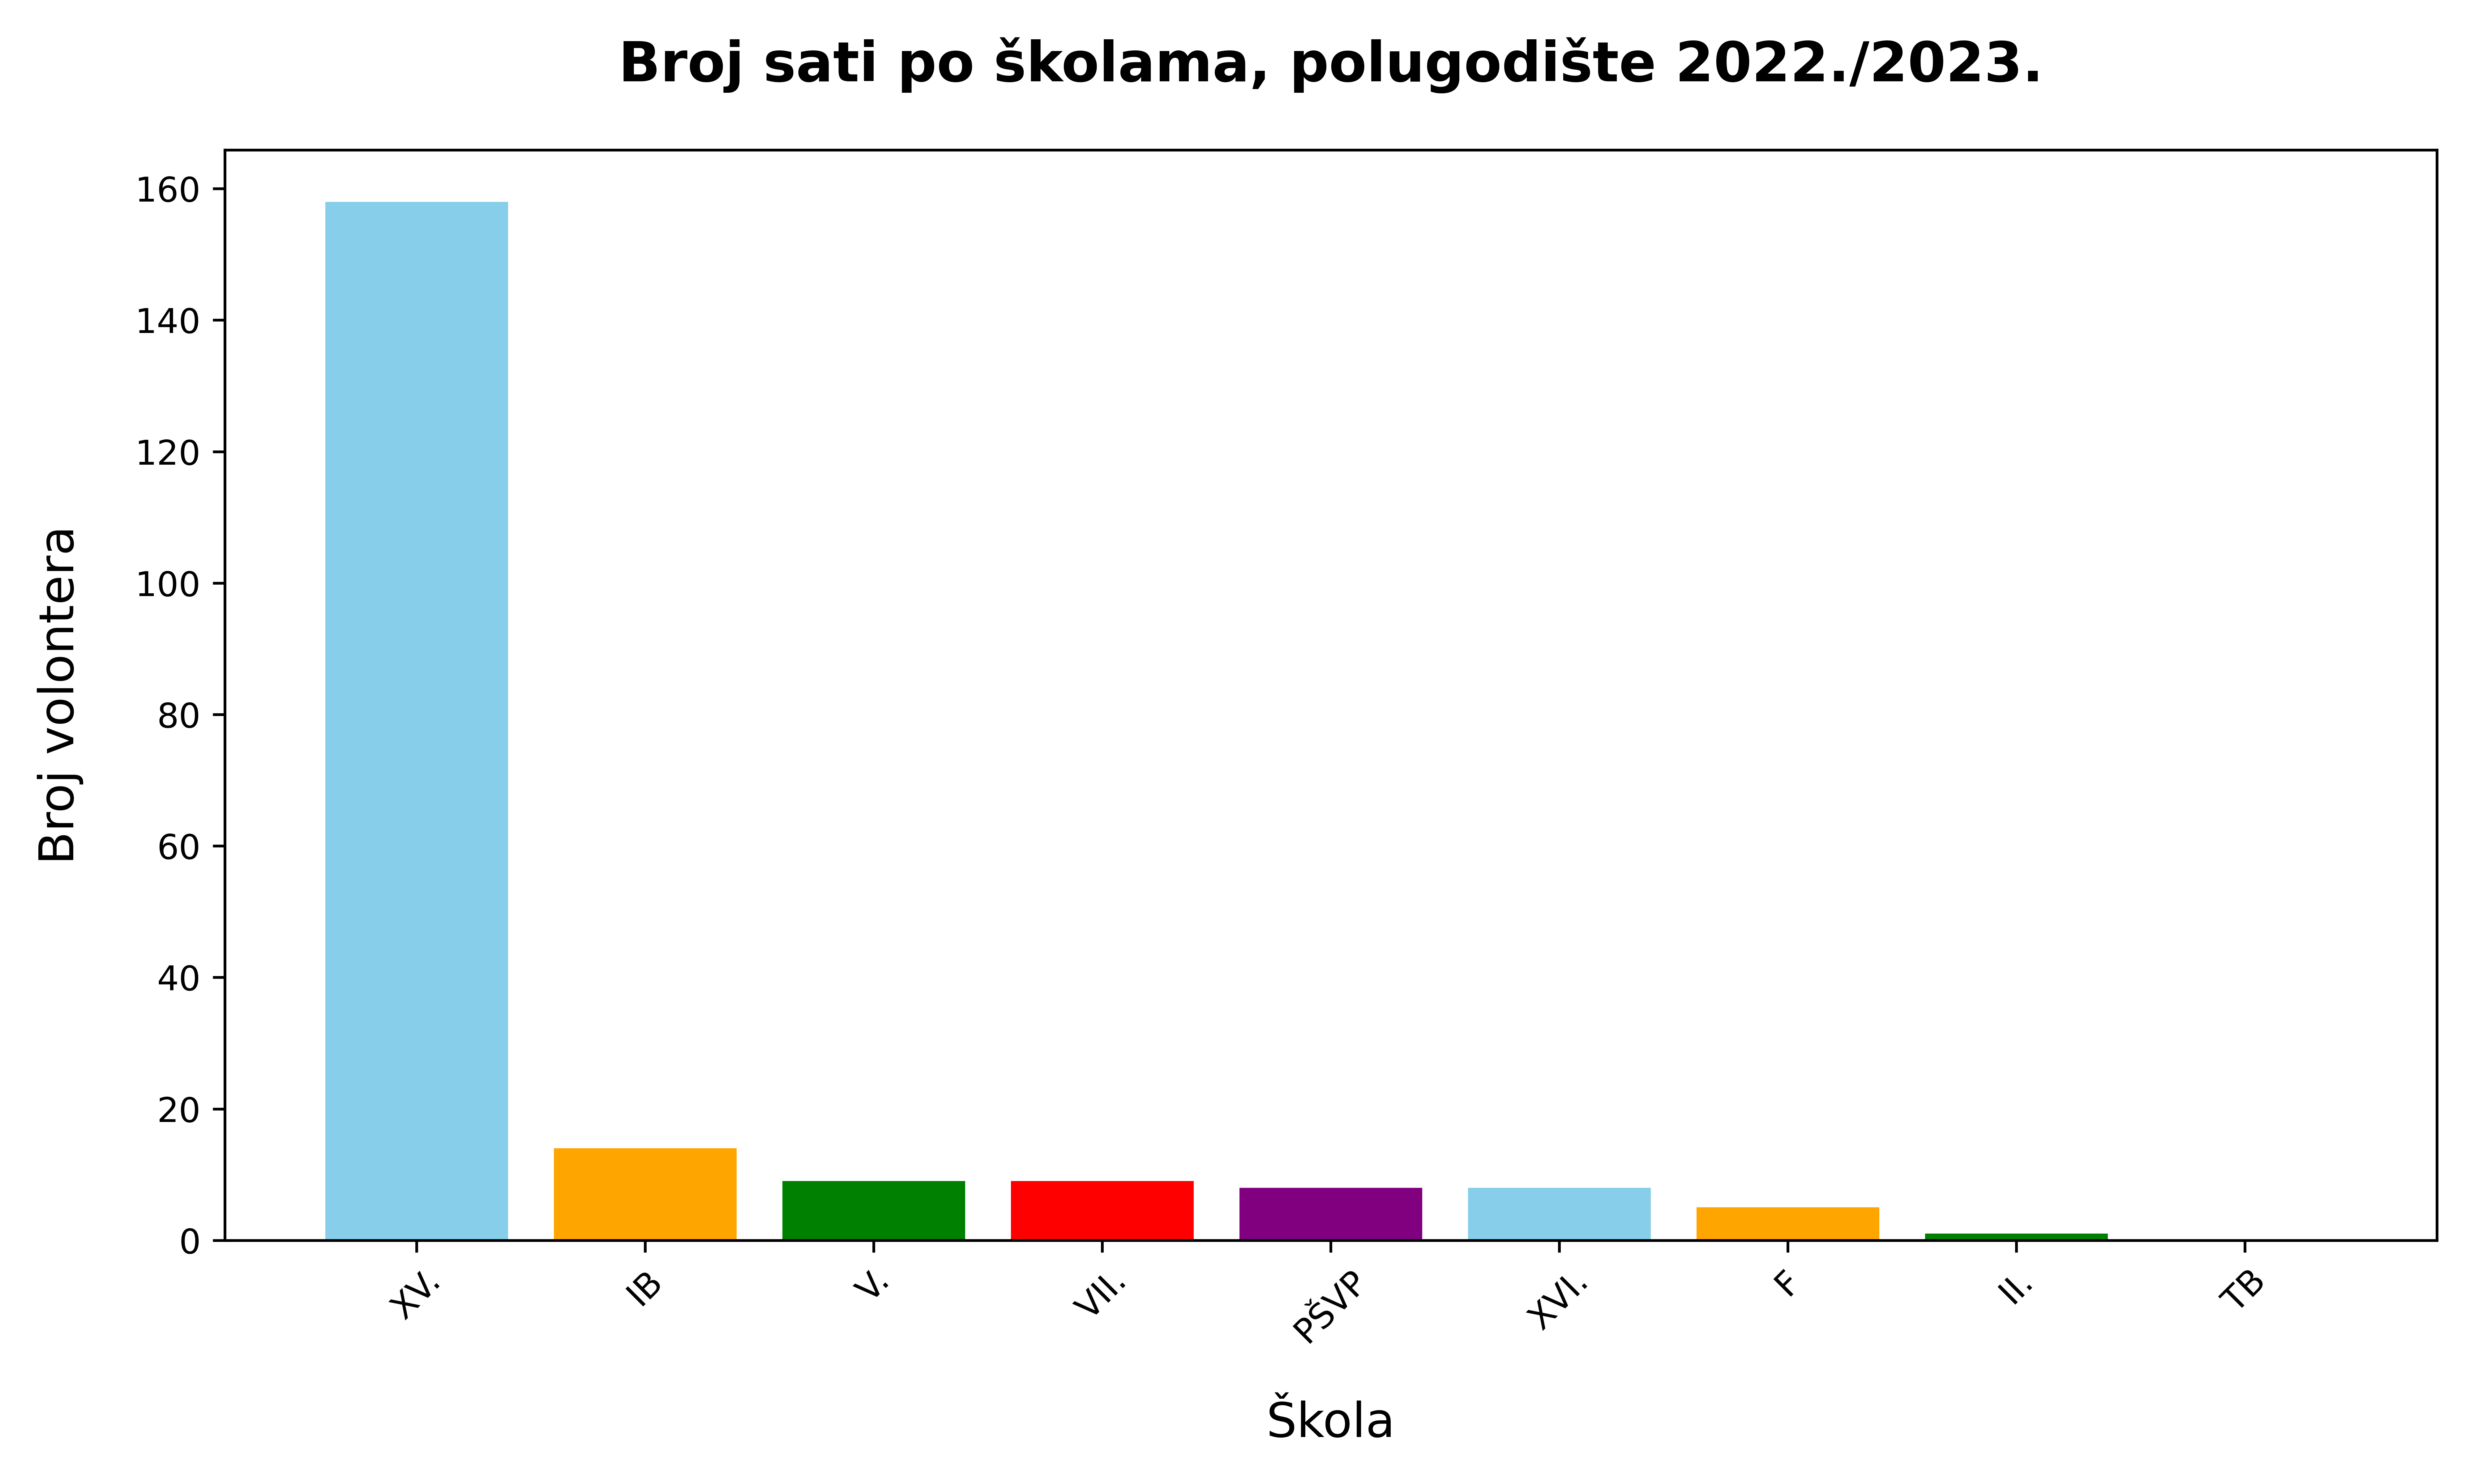 Broj sati po školama, polugodište 2022./2023.
Broj volontera
160
140
120
100
80
60
40
20
0
XV.
IB
V.
VII.
PŠVP
XVI.
F
II.
TB
Škola